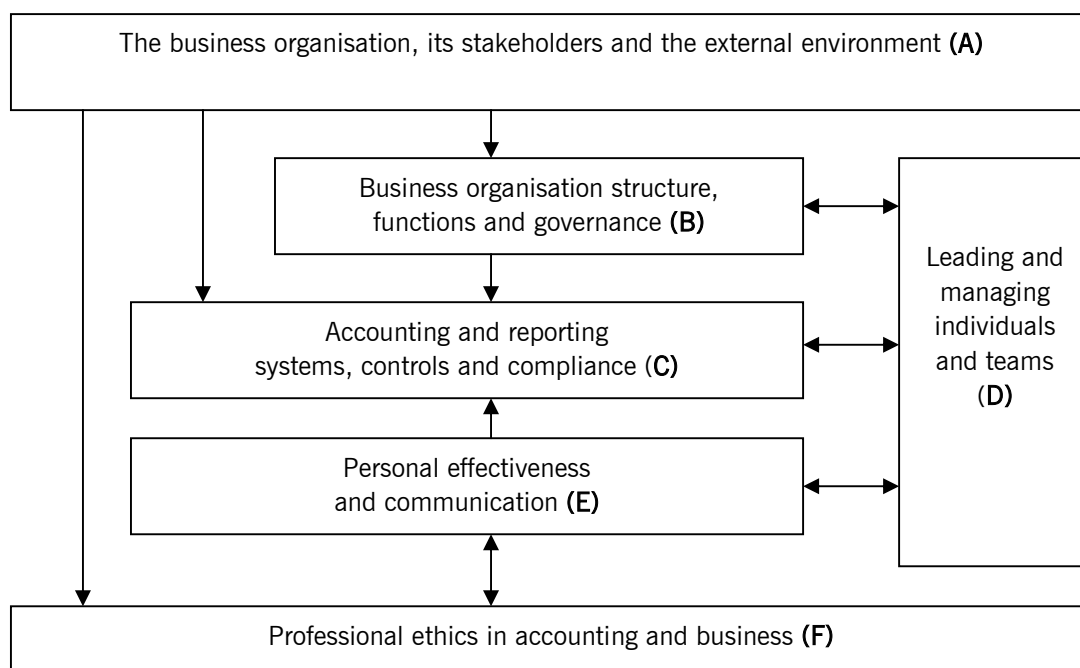 The business organisation, its stakeholders and the external environment (A)
Business organisation structure,
functions and governance (B)
Leading and
managing
individuals
and teams
(D)
Accounting and reporting
systems, controls and compliance (C)
Personal effectiveness
and communication (E)
Professional ethics in accounting and business (F)